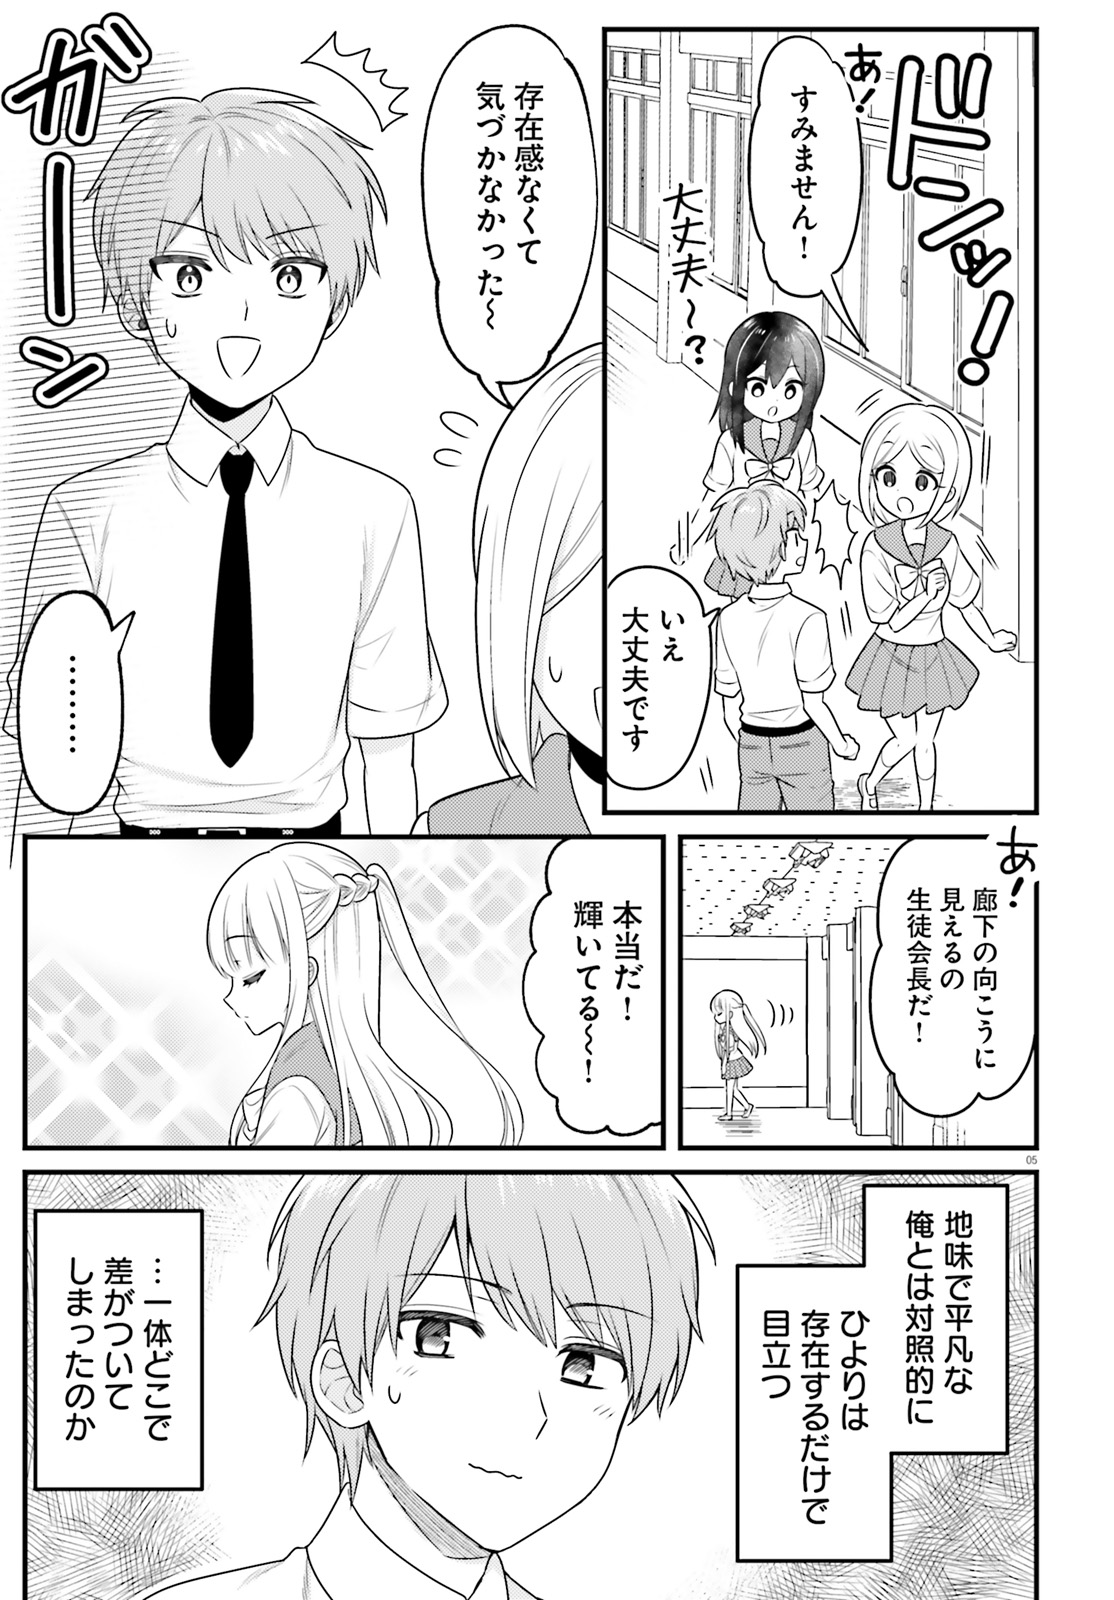 ドンッ!
あ!
すみません!
大丈夫〜?
いえ
大丈夫です
存在感なくて
気づかなかった〜
ガーーン
………
あ!
廊下の向こうに
見えるの
生徒会長だ!
本当だ!
輝いてる〜!
05
地味で平凡な
俺とは対照的に
ひよりは
存在するだけで
目立つ
…一体どこで
差がついて
しまったのか